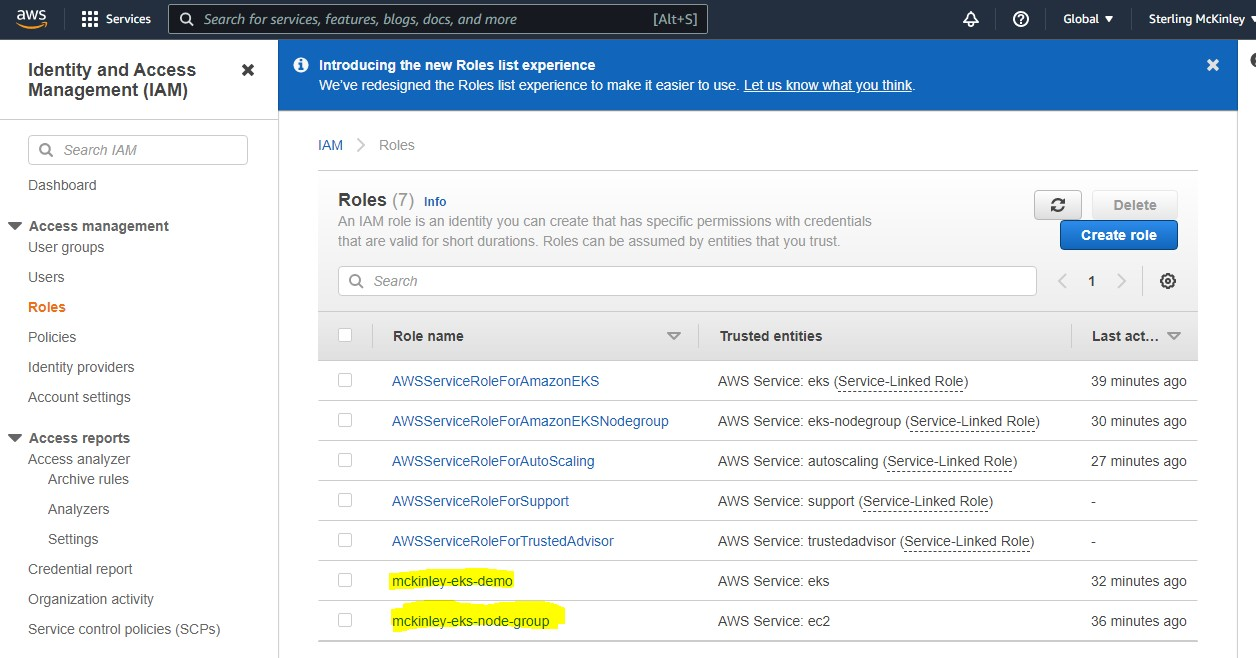 aws Services Search for services, features, blogs, docs, and more [Alt+S] Global Sterling McKinley
Identity and Access
Management (IAM)
Search IAM
Dashboard
Access management
User groups
Users
Roles
Policies
Identity providers
Account settings
Access reports
Access analyzer
Archive rules
Analyzers
Settings
Credential report
Organization activity
Service control policies (SCPs)
Introducing the new Roles list experience
We've redesigned the Roles list experience to make it easier to use. Let us know what you think.
IAM Roles
Roles (7) Info
An IAM role is an identity you can create that has specific permissions with credentials
that are valid for short durations. Roles can be assumed by entities that you trust.
Delete
Create role
Search 1
Role name Trusted entities Last act...
AWSServiceRoleForAmazonEKS AWS Service: eks (Service-Linked Role) 39 minutes ago
AWSServiceRoleForAmazonEKSNodegroup AWS Service: eks-nodegroup (Service-Linked Role) 30 minutes ago
AWSServiceRoleForAutoScaling AWS Service: autoscaling (Service-Linked Role) 27 minutes ago
AWSServiceRoleForSupport AWS Service: support (Service-Linked Role) -
AWSServiceRoleForTrustedAdvisor AWS Service: trustedadvisor (Service-Linked Role) -
mckinley-eks-demo AWS Service: eks 32 minutes ago
mckinley-eks-node-group AWS Service: ec2 36 minutes ago